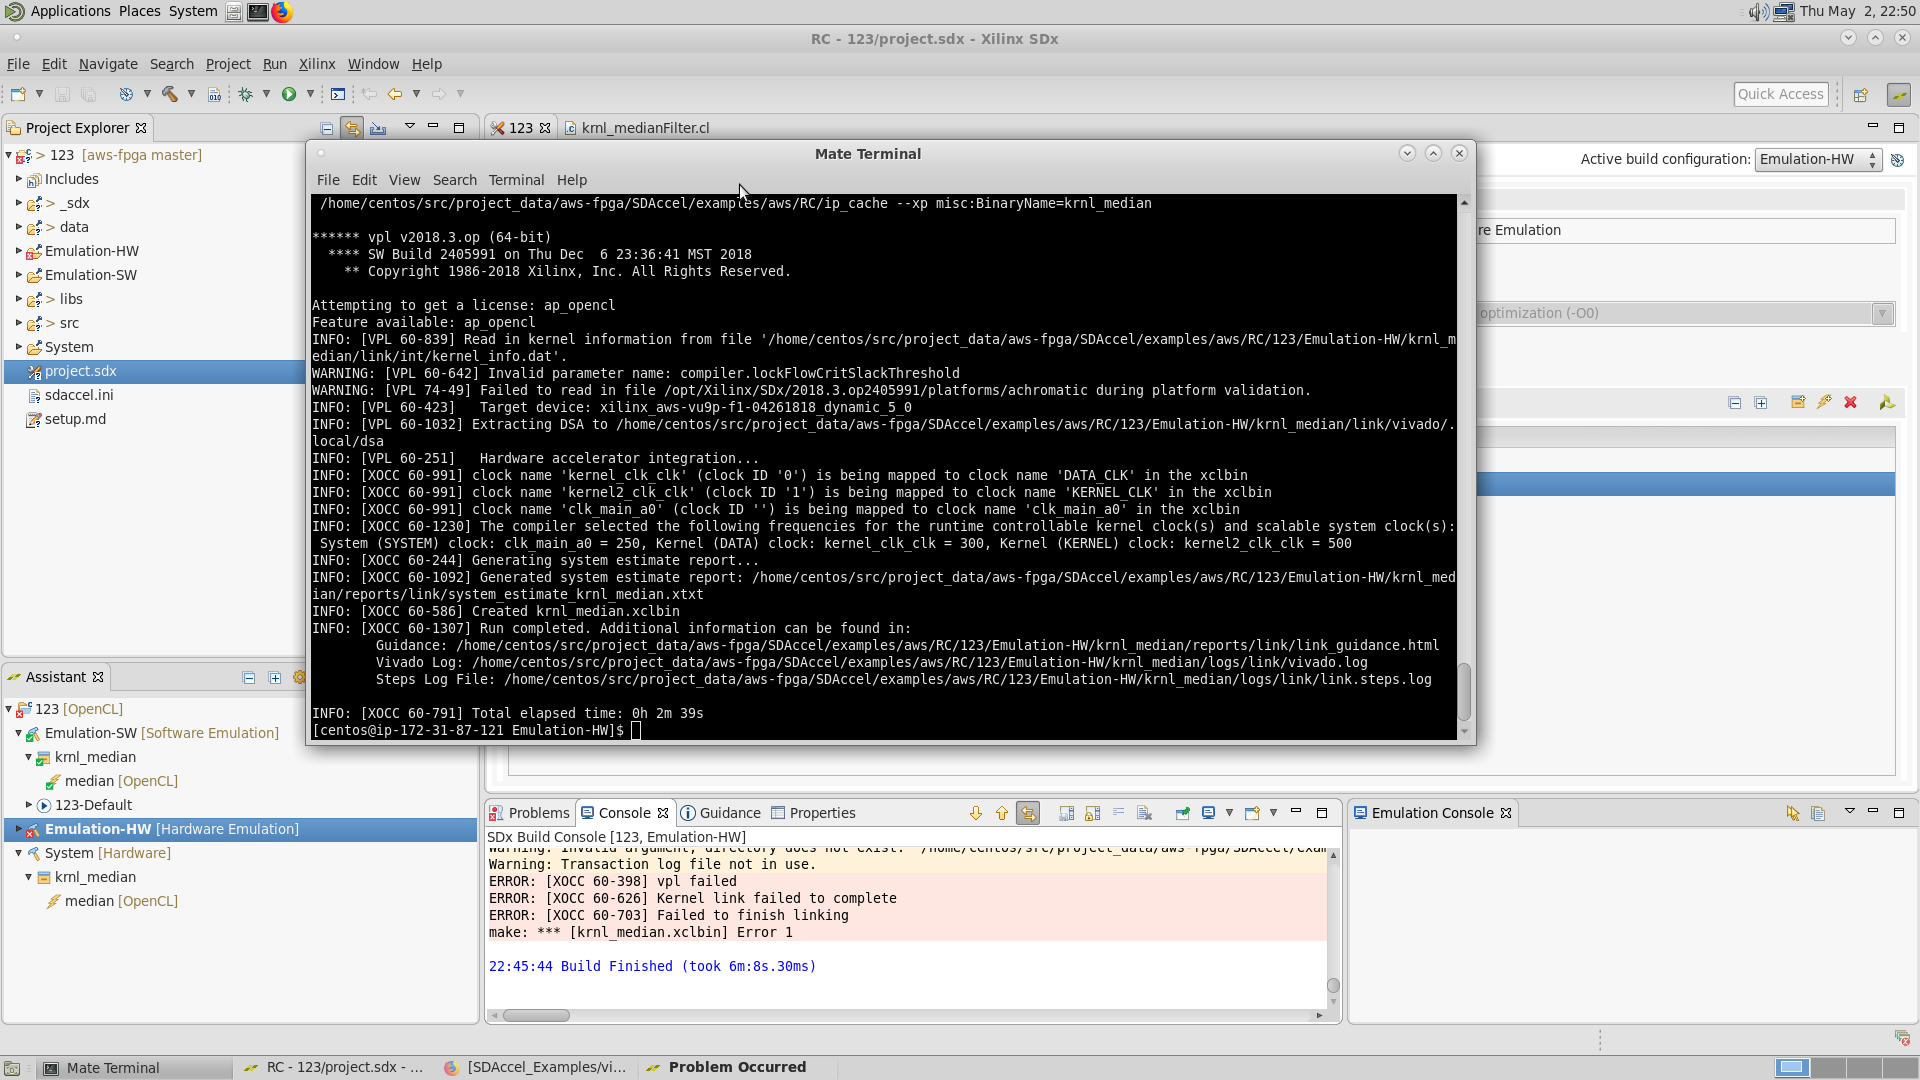 Applications Places System
Thu May  2, 22:50
RC - 123/project.sdx - Xilinx SDx
File Edit Navigate Search Project Run Xilinx Window Help
Quick Access
Project Explorer
> 123 [aws-fpga master]
Includes
> _sdx
> data
Emulation-HW
Emulation-SW
> libs
> src
System
project.sdx
sdaccel.ini
setup.md
123
krnl_medianFilter.cl
Active build configuration: Emulation-HW
re Emulation
optimization (-O0)
Mate Terminal
File Edit View Search Terminal Help
/home/centos/src/project_data/aws-fpga/SDAccel/examples/aws/RC/ip_cache --xp misc:BinaryName=krnl_median
****** vpl v2018.3.op (64-bit)
**** SW Build 2405991 on Thu Dec  6 23:36:41 MST 2018
** Copyright 1986-2018 Xilinx, Inc. All Rights Reserved.
Attempting to get a license: ap_opencl
Feature available: ap_opencl
INFO: [VPL 60-839] Read in kernel information from file '/home/centos/src/project_data/aws-fpga/SDAccel/examples/aws/RC/123/Emulation-HW/krnl_m
edian/link/int/kernel_info.dat'.
WARNING: [VPL 60-642] Invalid parameter name: compiler.lockFlowCritSlackThreshold
WARNING: [VPL 74-49] Failed to read in file /opt/Xilinx/SDx/2018.3.op2405991/platforms/achromatic during platform validation.
INFO: [VPL 60-423]   Target device: xilinx_aws-vu9p-f1-04261818_dynamic_5_0
INFO: [VPL 60-1032] Extracting DSA to /home/centos/src/project_data/aws-fpga/SDAccel/examples/aws/RC/123/Emulation-HW/krnl_median/link/vivado/.
local/dsa
INFO: [VPL 60-251]   Hardware accelerator integration...
INFO: [XOCC 60-991] clock name 'kernel_clk_clk' (clock ID '0') is being mapped to clock name 'DATA_CLK' in the xclbin
INFO: [XOCC 60-991] clock name 'kernel2_clk_clk' (clock ID '1') is being mapped to clock name 'KERNEL_CLK' in the xclbin
INFO: [XOCC 60-991] clock name 'clk_main_a0' (clock ID '') is being mapped to clock name 'clk_main_a0' in the xclbin
INFO: [XOCC 60-1230] The compiler selected the following frequencies for the runtime controllable kernel clock(s) and scalable system clock(s):
System (SYSTEM) clock: clk_main_a0 = 250, Kernel (DATA) clock: kernel_clk_clk = 300, Kernel (KERNEL) clock: kernel2_clk_clk = 500
INFO: [XOCC 60-244] Generating system estimate report...
INFO: [XOCC 60-1092] Generated system estimate report: /home/centos/src/project_data/aws-fpga/SDAccel/examples/aws/RC/123/Emulation-HW/krnl_med
ian/reports/link/system_estimate_krnl_median.xtxt
INFO: [XOCC 60-586] Created krnl_median.xclbin
INFO: [XOCC 60-1307] Run completed. Additional information can be found in:
Guidance: /home/centos/src/project_data/aws-fpga/SDAccel/examples/aws/RC/123/Emulation-HW/krnl_median/reports/link/link_guidance.html
Vivado Log: /home/centos/src/project_data/aws-fpga/SDAccel/examples/aws/RC/123/Emulation-HW/krnl_median/logs/link/vivado.log
Steps Log File: /home/centos/src/project_data/aws-fpga/SDAccel/examples/aws/RC/123/Emulation-HW/krnl_median/logs/link/link.steps.log
INFO: [XOCC 60-791] Total elapsed time: 0h 2m 39s
[centos@ip-172-31-87-121 Emulation-HW]$
Assistant
123 [OpenCL]
Emulation-SW [Software Emulation]
krnl_median
median [OpenCL]
123-Default
Emulation-HW [Hardware Emulation]
System [Hardware]
krnl_median
median [OpenCL]
Problems Console Guidance Properties
SDx Build Console [123, Emulation-HW]
Warning: Invalid argument, directory does not exist: "/home/centos/src/project_data/aws-fpga/SDAccel/exam
Warning: Transaction log file not in use.
ERROR: [XOCC 60-398] vpl failed
ERROR: [XOCC 60-626] Kernel link failed to complete
ERROR: [XOCC 60-703] Failed to finish linking
make: *** [krnl_median.xclbin] Error 1
22:45:44 Build Finished (took 6m:8s.30ms)
Emulation Console
Mate Terminal
RC - 123/project.sdx - ...
[SDAccel_Examples/vi...
Problem Occurred